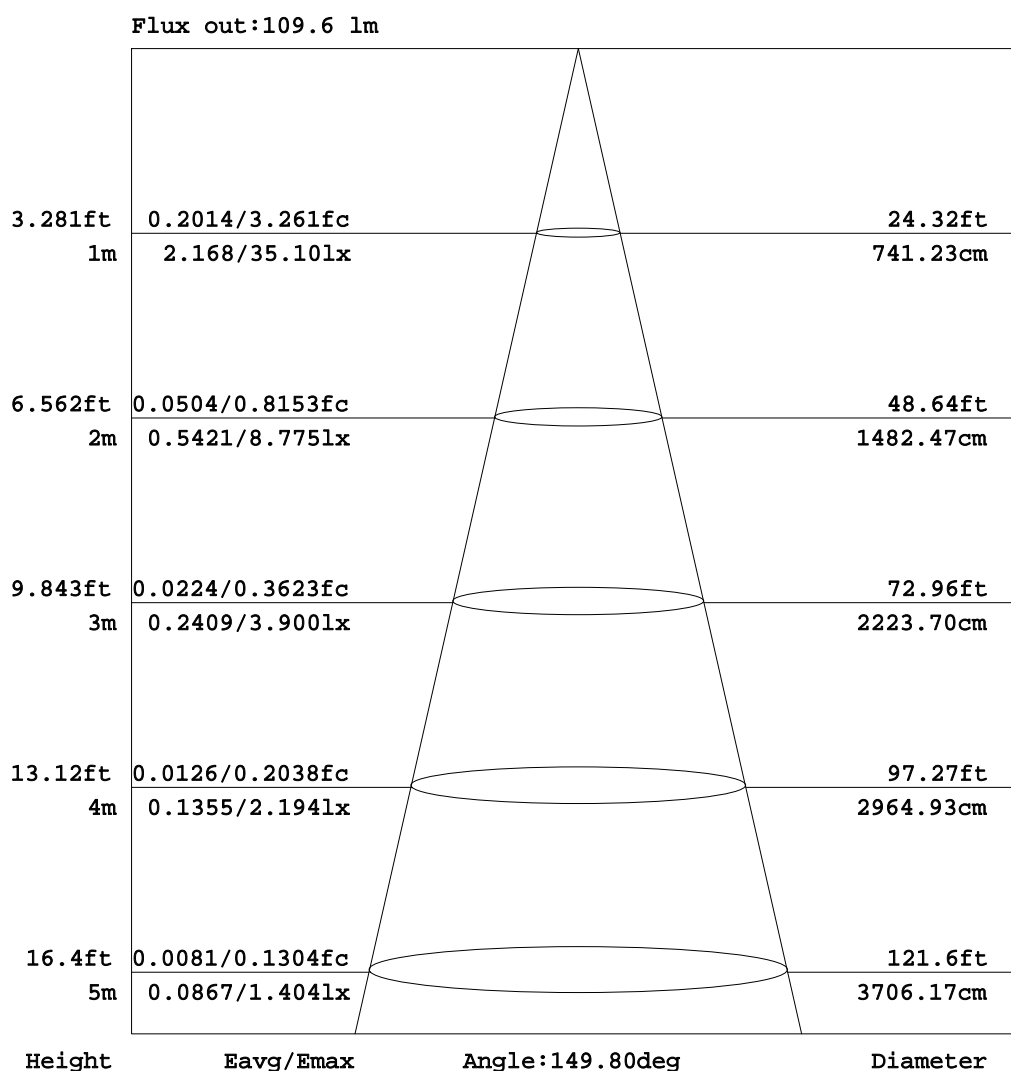 Flux out:109.6 lm
3.281ft 0.2014/3.261fc 24.32ft
1m 2.168/35.10lx 741.23cm
6.562ft 0.0504/0.8153fc 48.64ft
2m 0.5421/8.775lx 1482.47cm
9.843ft 0.0224/0.3623fc 72.96ft
3m 0.2409/3.900lx 2223.70cm
13.12ft 0.0126/0.2038fc 97.27ft
4m 0.1355/2.194lx 2964.93cm
16.4ft 0.0081/0.1304fc 121.6ft
5m 0.0867/1.404lx 3706.17cm
Height Eavg/Emax Angle:149.80deg Diameter